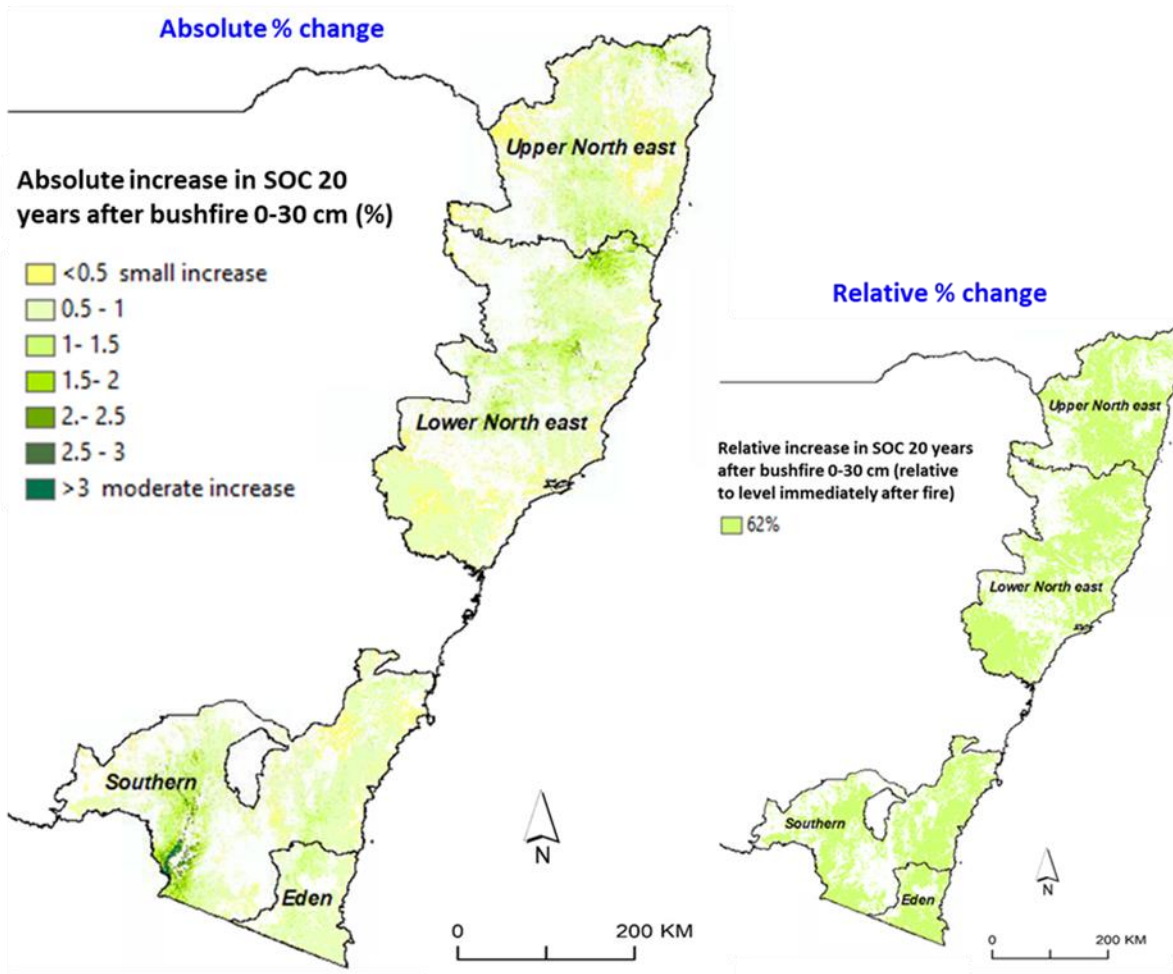 Absolute % change
Absolute increase in SOC 20
years after bushfire 0-30 cm (%)
<0.5 small increase
0.5 - 1
1- 1.5
1.5- 2
2.- 2.5
2.5 - 3
>3 moderate increase
Upper North east
Lower North east
Southern
Eden
N
0 200 KM
Relative % change
Relative increase in SOC 20 years
after bushfire 0-30 cm (relative
to level immediately after fire)
62%
Upper North east
Lower North east
Southern
Eden
N
0 200 KM